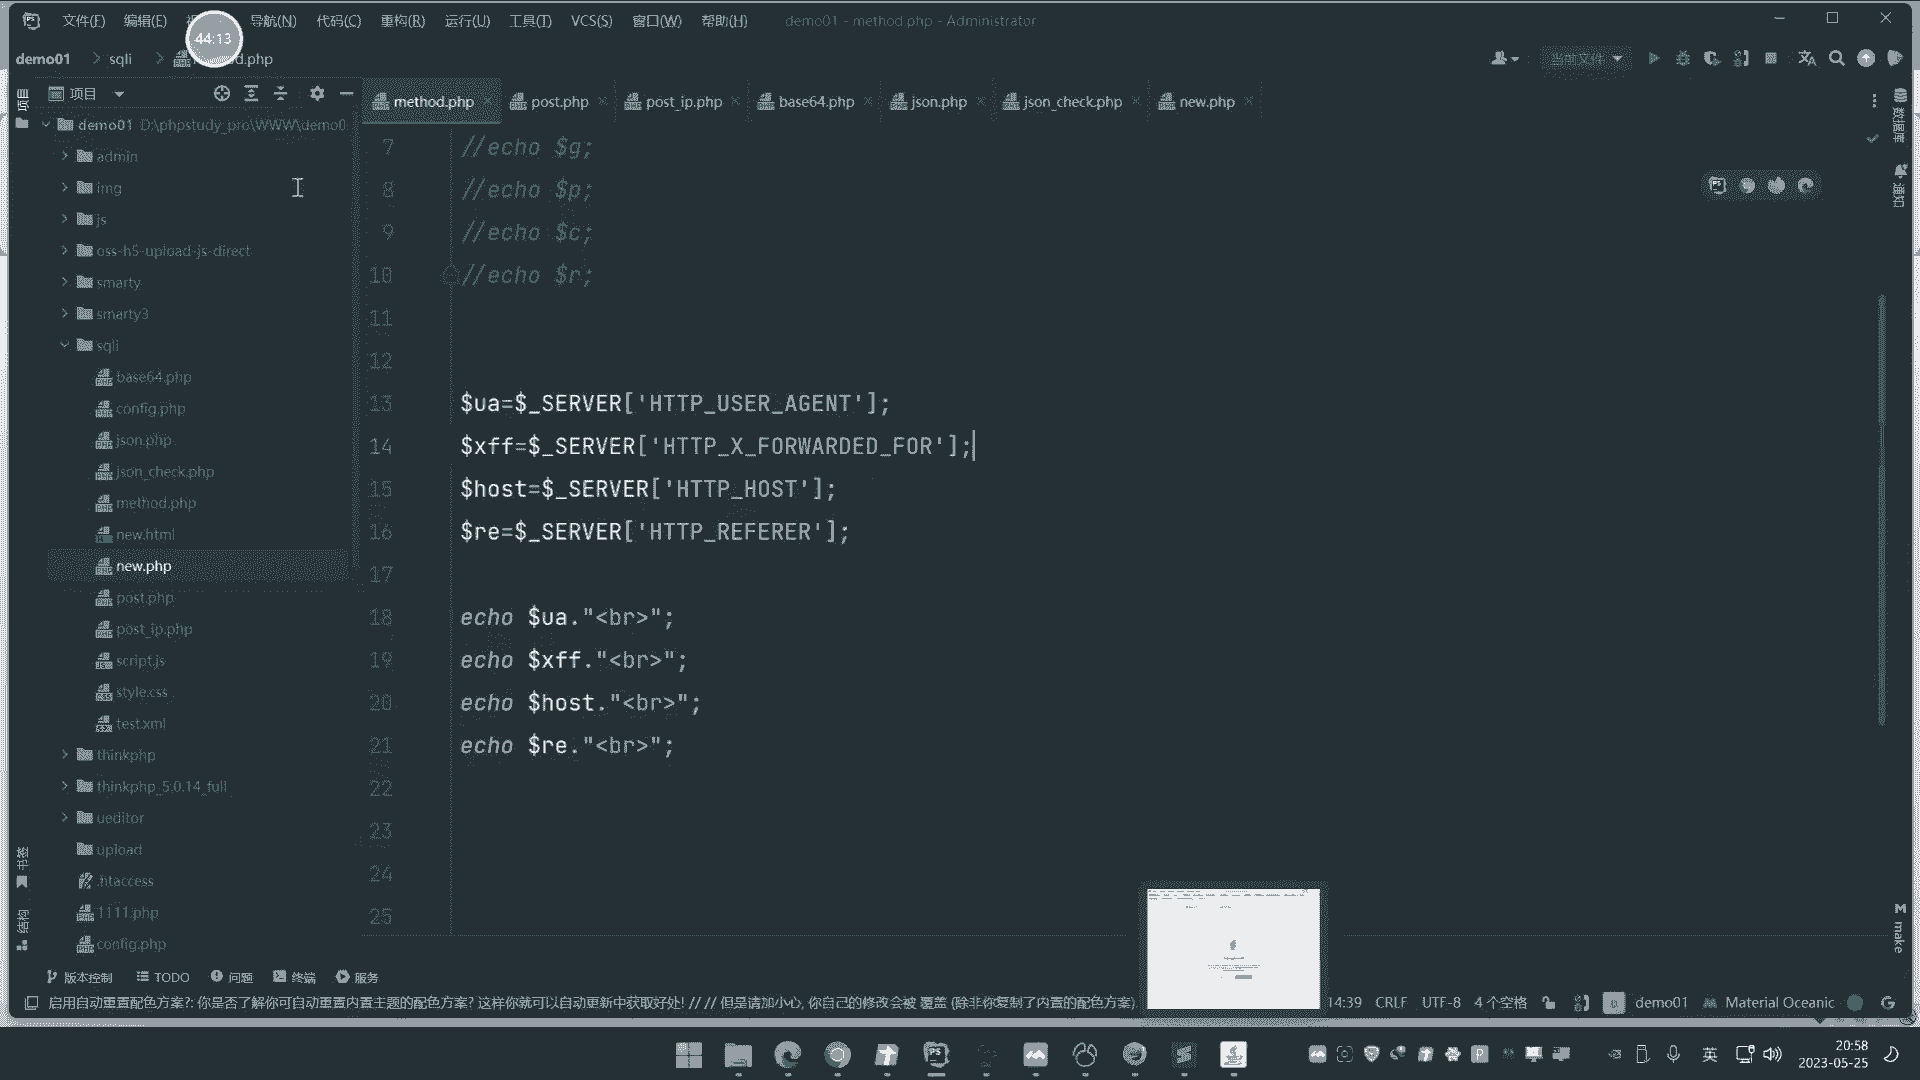 文件(F) 编辑(E) 导航(N) 代码(C) 重构(R) 运行(U) 工具(T) VCS(S) 窗口(W) 帮助(H) demo01 - method.php - Administrator
44:13
demo01 sqli d.php 当前文件
项目
项目
method.php post.php post_ip.php base64.php json.php json_check.php new.php
demo01 D:\phpstudy_pro\WWW\demo0
admin
img
js
oss-h5-upload-js-direct
smarty
smarty3
sqli
base64.php
config.php
json.php
json_check.php
method.php
new.html
new.php
post.php
post_ip.php
script.js
style.css
test.xml
thinkphp
thinkphp_5.0.14_full
ueditor
upload
.htaccess
1111.php
config.php
7 //echo $g;
8 //echo $p;
9 //echo $c;
10 //echo $r;
11
12
13 $ua=$_SERVER['HTTP_USER_AGENT'];
14 $xff=$_SERVER['HTTP_X_FORWARDED_FOR'];
15 $host=$_SERVER['HTTP_HOST'];
16 $re=$_SERVER['HTTP_REFERER'];
17
18 echo $ua."<br>";
19 echo $xff."<br>";
20 echo $host."<br>";
21 echo $re."<br>";
22
23
24
25
数据库
通知
make
书签
结构
版本控制 TODO 问题 终端 服务
启用自动重置配色方案?: 你是否了解你可自动重置内置主题的配色方案? 这样你就可以自动更新中获取好处! // // 但是请加小心, 你自己的修改会被 覆盖 (除非你复制了内置的配色方案). 14:39 CRLF UTF-8 4 个空格 demo01 Material Oceanic
英
20:58
2023-05-25